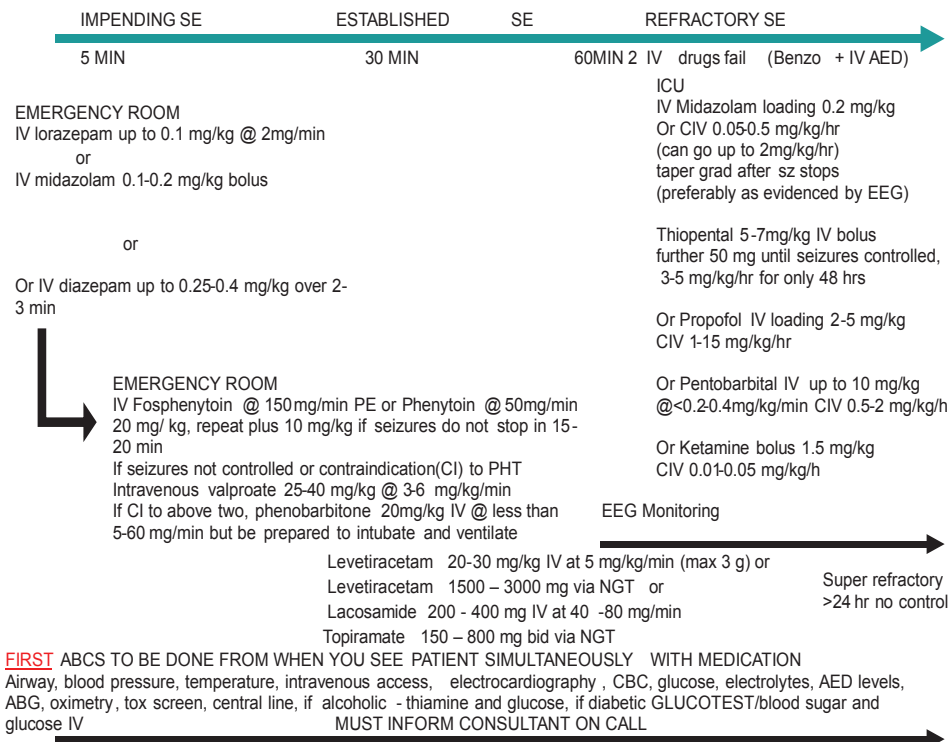 IMPENDING SE ESTABLISHED SE REFRACTORY SE
5 MIN 30 MIN 60MIN 2 IV drugs fail (Benzo + IV AED)
EMERGENCY ROOM
IV lorazepam up to 0.1 mg/kg @ 2mg/min
or
IV midazolam 0.1-0.2 mg/kg bolus
or
Or IV diazepam up to 0.25-0.4 mg/kg over 2-
3 min
ICU
IV Midazolam loading 0.2 mg/kg
Or CIV 0.05-0.5 mg/kg/hr
(can go up to 2mg/kg/hr)
taper grad after sz stops
(preferably as evidenced by EEG)
Thiopental 5-7mg/kg IV bolus
further 50 mg until seizures controlled,
3-5 mg/kg/hr for only 48 hrs
Or Propofol IV loading 2-5 mg/kg
CIV 1-15 mg/kg/hr
Or Pentobarbital IV up to 10 mg/kg
@<0.2-0.4mg/kg/min CIV 0.5-2 mg/kg/h
Or Ketamine bolus 1.5 mg/kg
CIV 0.01-0.05 mg/kg/h
EMERGENCY ROOM
IV Fosphenytoin @ 150mg/min PE or Phenytoin @ 50mg/min
20 mg/ kg, repeat plus 10 mg/kg if seizures do not stop in 15-
20 min
If seizures not controlled or contraindication(CI) to PHT
Intravenous valproate 25-40 mg/kg @ 3-6 mg/kg/min
If CI to above two, phenobarbitone 20mg/kg IV @ less than
5-60 mg/min but be prepared to intubate and ventilate
EEG Monitoring
Levetiracetam 20-30 mg/kg IV at 5 mg/kg/min (max 3 g) or
Levetiracetam 1500 – 3000 mg via NGT or
Lacosamide 200 - 400 mg IV at 40 -80 mg/min
Topiramate 150 – 800 mg bid via NGT
Super refractory
>24 hr no control
FIRST ABCS TO BE DONE FROM WHEN YOU SEE PATIENT SIMULTANEOUSLY WITH MEDICATION
Airway, blood pressure, temperature, intravenous access, electrocardiography , CBC, glucose, electrolytes, AED levels,
ABG, oximetry, tox screen, central line, if alcoholic - thiamine and glucose, if diabetic GLUCOTEST/blood sugar and
glucose IV MUST INFORM CONSULTANT ON CALL